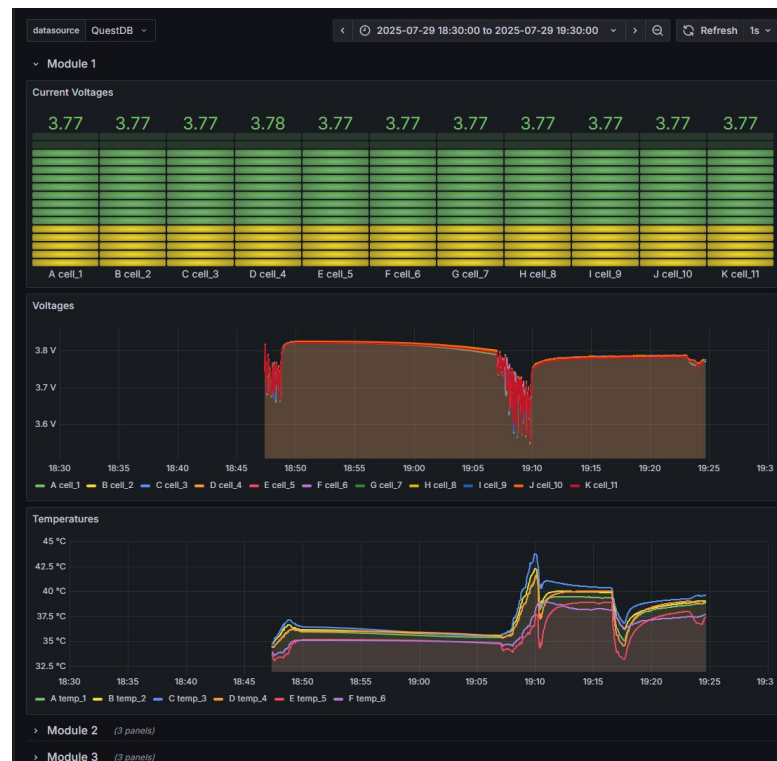 datasource QuestDB 2025-07-29 18:30:00 to 2025-07-29 19:30:00 Refresh 1s
Module 1
Current Voltages
3.77 3.77 3.77 3.78 3.77 3.77 3.77 3.77 3.77 3.77 3.77
A cell_1 B cell_2 C cell_3 D cell_4 E cell_5 F cell_6 G cell_7 H cell_8 I cell_9 J cell_10 K cell_11
Voltages
3.8 V
3.7 V
3.6 V
18:30 18:35 18:40 18:45 18:50 18:55 19:00 19:05 19:10 19:15 19:20 19:25 19:3
A cell_1 B cell_2 C cell_3 D cell_4 E cell_5 F cell_6 G cell_7 H cell_8 I cell_9 J cell_10 K cell_11
Temperatures
45 °C
42.5 °C
40 °C
37.5 °C
35 °C
32.5 °C
18:30 18:35 18:40 18:45 18:50 18:55 19:00 19:05 19:10 19:15 19:20 19:25 19:3
A temp_1 B temp_2 C temp_3 D temp_4 E temp_5 F temp_6
Module 2 (3 panels)
Module 3 (3 panels)